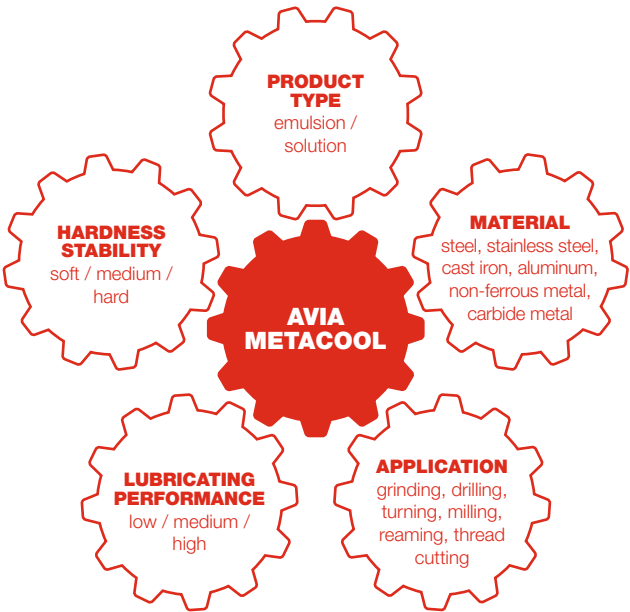 PRODUCT
TYPE
emulsion /
solution
HARDNESS
STABILITY
soft / medium /
hard
MATERIAL
steel, stainless steel,
cast iron, aluminum,
non-ferrous metal,
carbide metal
AVIA
METACOOL
LUBRICATING
PERFORMANCE
low / medium /
high
APPLICATION
grinding, drilling,
turning, milling,
reaming, thread
cutting